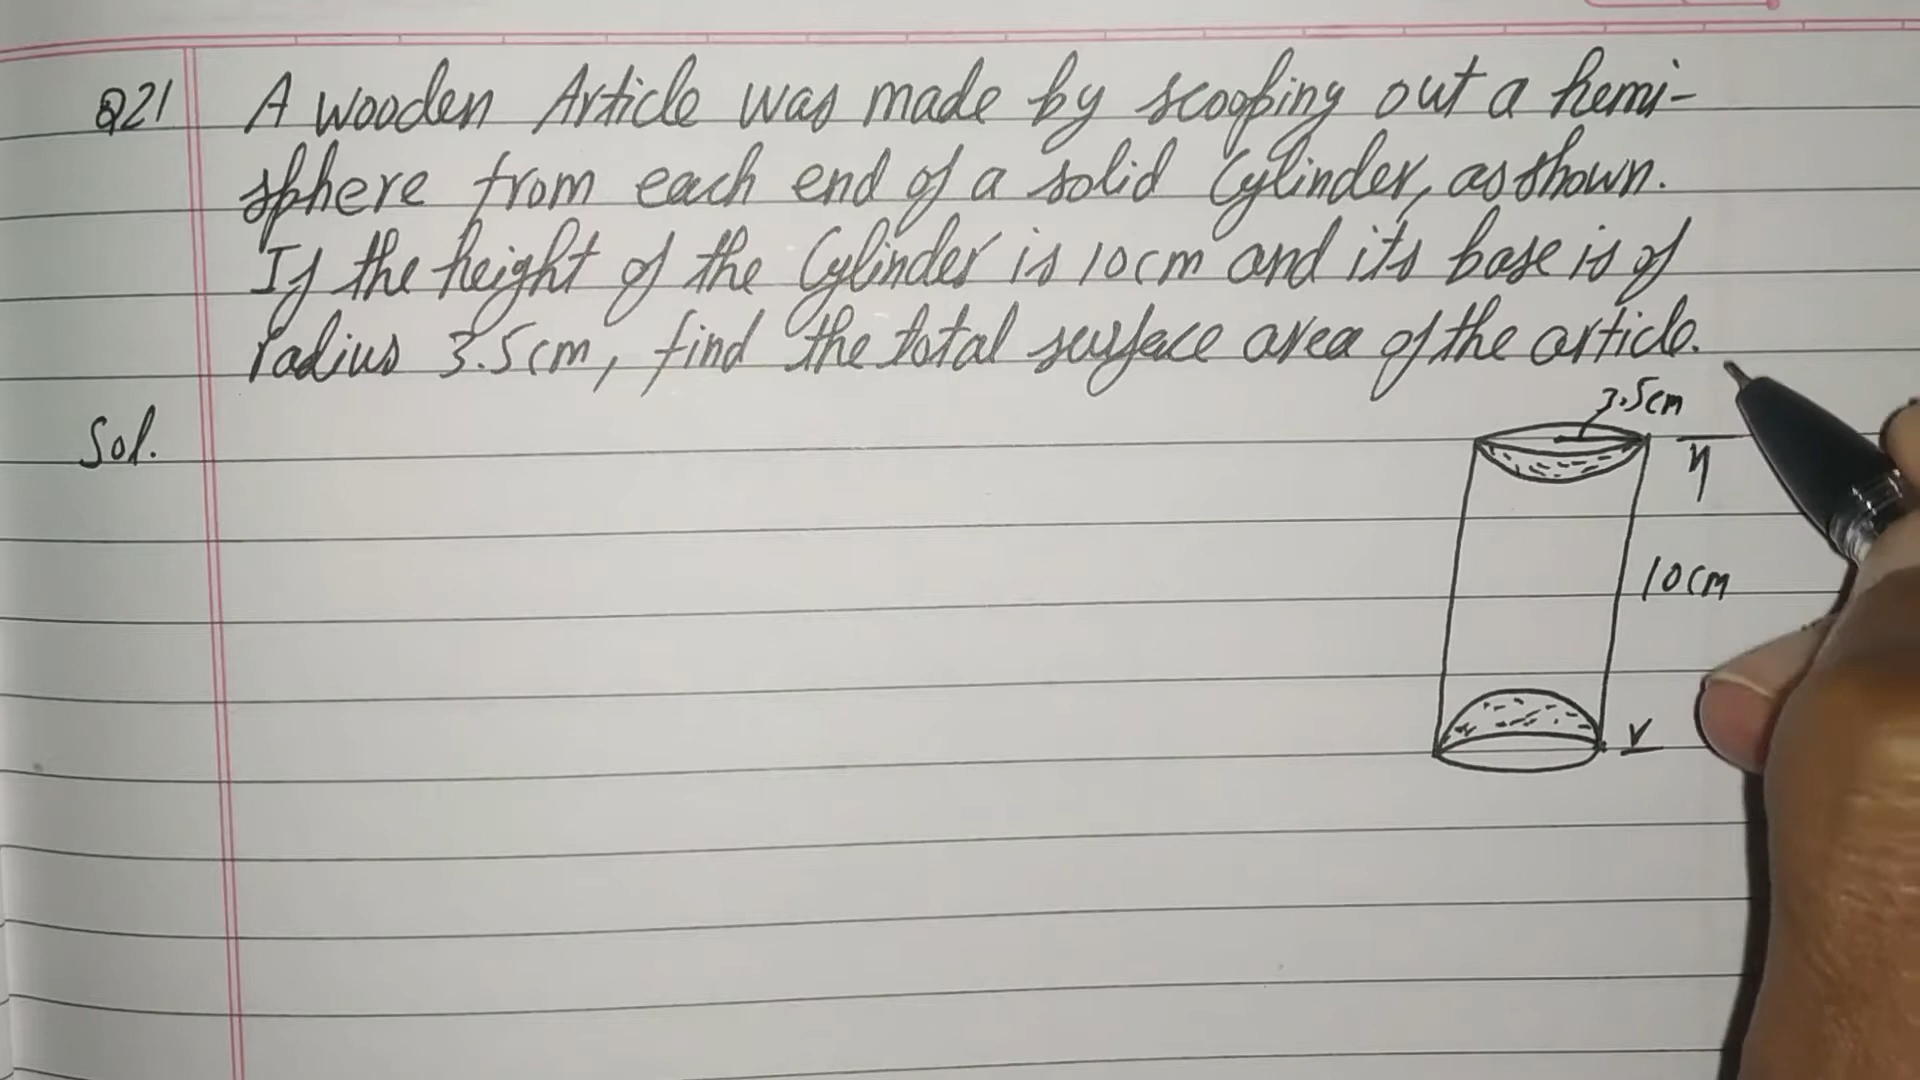 Q21 A wooden Article was made by scooping out a hemi-
sphere from each end of a solid Cylinder, as shown.
If the height of the Cylinder is 10cm and its base is of
radius 3.5cm, find the total surface area of the article.
Sol.
3.5cm
10cm